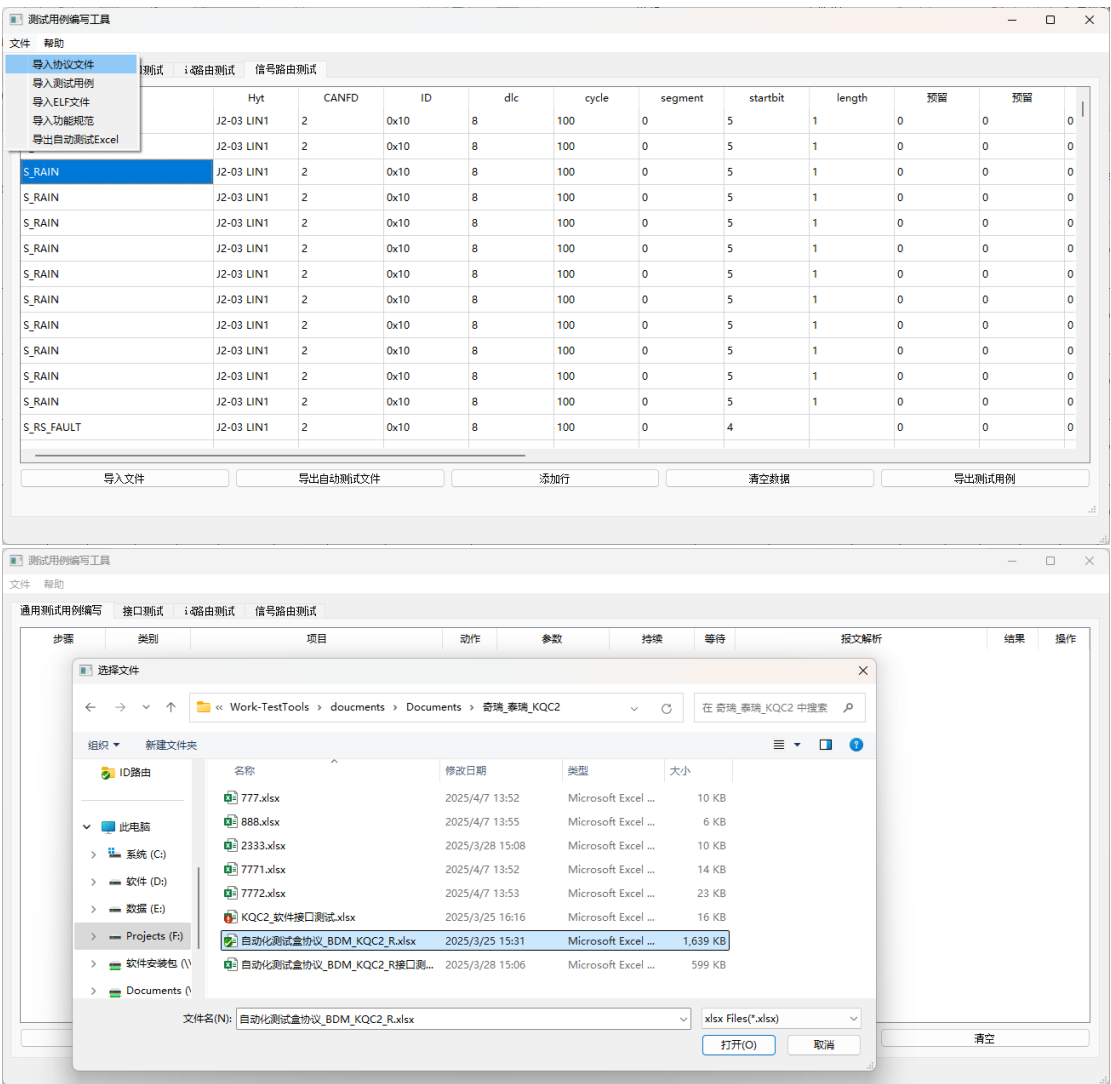 测试用例编写工具
文件 帮助
导入协议文件
导入测试用例
导入ELF文件
导入功能规范
导出自动测试Excel
测试 id路由测试 信号路由测试
Hyt CANFD ID dlc cycle segment startbit length 预留 预留
J2-03 LIN1 2 0x10 8 100 0 5 1 0 0 0
J2-03 LIN1 2 0x10 8 100 0 5 1 0 0 0
S_RAIN J2-03 LIN1 2 0x10 8 100 0 5 1 0 0 0
S_RAIN J2-03 LIN1 2 0x10 8 100 0 5 1 0 0 0
S_RAIN J2-03 LIN1 2 0x10 8 100 0 5 1 0 0 0
S_RAIN J2-03 LIN1 2 0x10 8 100 0 5 1 0 0 0
S_RAIN J2-03 LIN1 2 0x10 8 100 0 5 1 0 0 0
S_RAIN J2-03 LIN1 2 0x10 8 100 0 5 1 0 0 0
S_RAIN J2-03 LIN1 2 0x10 8 100 0 5 1 0 0 0
S_RAIN J2-03 LIN1 2 0x10 8 100 0 5 1 0 0 0
S_RAIN J2-03 LIN1 2 0x10 8 100 0 5 1 0 0 0
S_RAIN J2-03 LIN1 2 0x10 8 100 0 5 1 0 0 0
S_RS_FAULT J2-03 LIN1 2 0x10 8 100 0 4 0 0 0
导入文件 导出自动测试文件 添加行 清空数据 导出测试用例
测试用例编写工具
文件 帮助
通用测试用例编写 接口测试 id路由测试 信号路由测试
步骤 类别 项目 动作 参数 持续 等待 报文解析 结果 操作
选择文件
« Work-TestTools › doucments › Documents › 奇瑞_泰瑞_KQC2
在 奇瑞_泰瑞_KQC2 中搜索
组织 新建文件夹
ID路由
此电脑
系统 (C:)
软件 (D:)
数据 (E:)
Projects (F:)
软件安装包 (\\
Documents (\
名称 修改日期 类型 大小
777.xlsx 2025/4/7 13:52 Microsoft Excel ... 10 KB
888.xlsx 2025/4/7 13:55 Microsoft Excel ... 6 KB
2333.xlsx 2025/3/28 15:08 Microsoft Excel ... 10 KB
7771.xlsx 2025/4/7 13:52 Microsoft Excel ... 14 KB
7772.xlsx 2025/4/7 13:53 Microsoft Excel ... 23 KB
KQC2_软件接口测试.xlsx 2025/3/25 16:16 Microsoft Excel ... 16 KB
自动化测试盒协议_BDM_KQC2_R.xlsx 2025/3/25 15:31 Microsoft Excel ... 1,639 KB
自动化测试盒协议_BDM_KQC2_R接口测... 2025/3/28 15:06 Microsoft Excel ... 599 KB
文件名(N): 自动化测试盒协议_BDM_KQC2_R.xlsx xlsx Files(*.xlsx)
打开(O) 取消
清空